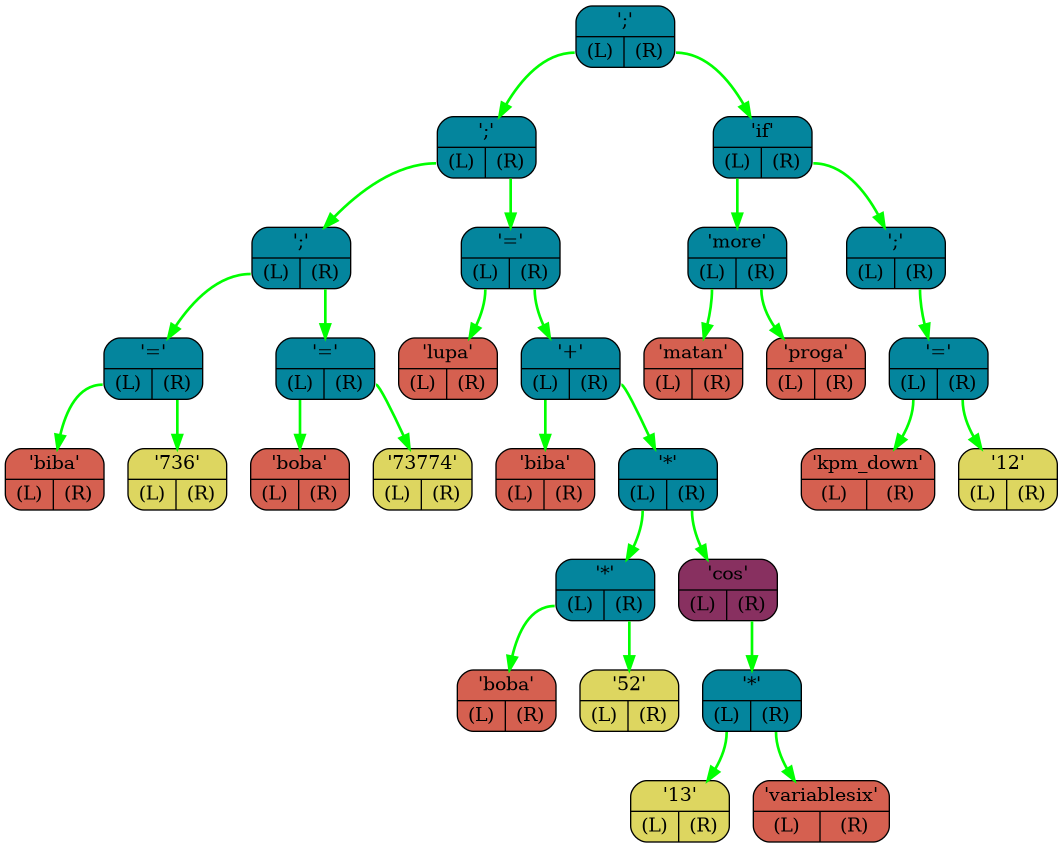 ';'
(L) (R)
';'
(L) (R)
'if'
(L) (R)
';'
(L) (R)
'='
(L) (R)
'more'
(L) (R)
';'
(L) (R)
'='
(L) (R)
'='
(L) (R)
'lupa'
(L) (R)
'+'
(L) (R)
'matan'
(L) (R)
'proga'
(L) (R)
'='
(L) (R)
'biba'
(L) (R)
'736'
(L) (R)
'boba'
(L) (R)
'73774'
(L) (R)
'biba'
(L) (R)
'*'
(L) (R)
'kpm_down'
(L) (R)
'12'
(L) (R)
'*'
(L) (R)
'cos'
(L) (R)
'boba'
(L) (R)
'52'
(L) (R)
'*'
(L) (R)
'13'
(L) (R)
'variablesix'
(L) (R)